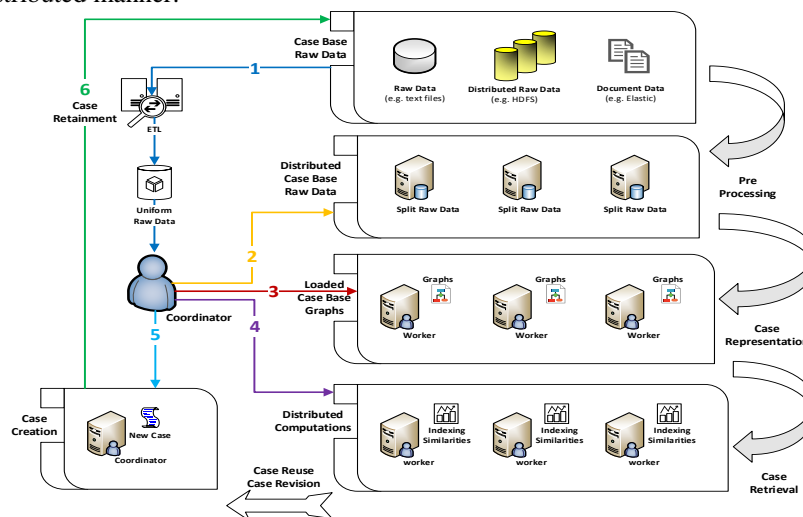 stributed manner.
Case Base
Raw Data
Raw Data
(e.g. text files)
Distributed Raw Data
(e.g. HDFS)
Document Data
(e.g. Elastic)
1
6
Case
Retainment
ETL
Pre
Processing
Distributed
Case Base
Raw Data
Split Raw Data
Split Raw Data
Split Raw Data
Uniform
Raw Data
2
3
4
5
Coordinator
Loaded
Case Base
Graphs
Graphs
Worker
Graphs
Worker
Graphs
Worker
Case
Representation
Case
Creation
New Case
Coordinator
Distributed
Computations
Indexing
Similarities
worker
Indexing
Similarities
worker
Indexing
Similarities
worker
Case Reuse
Case Revision
Case
Retrieval